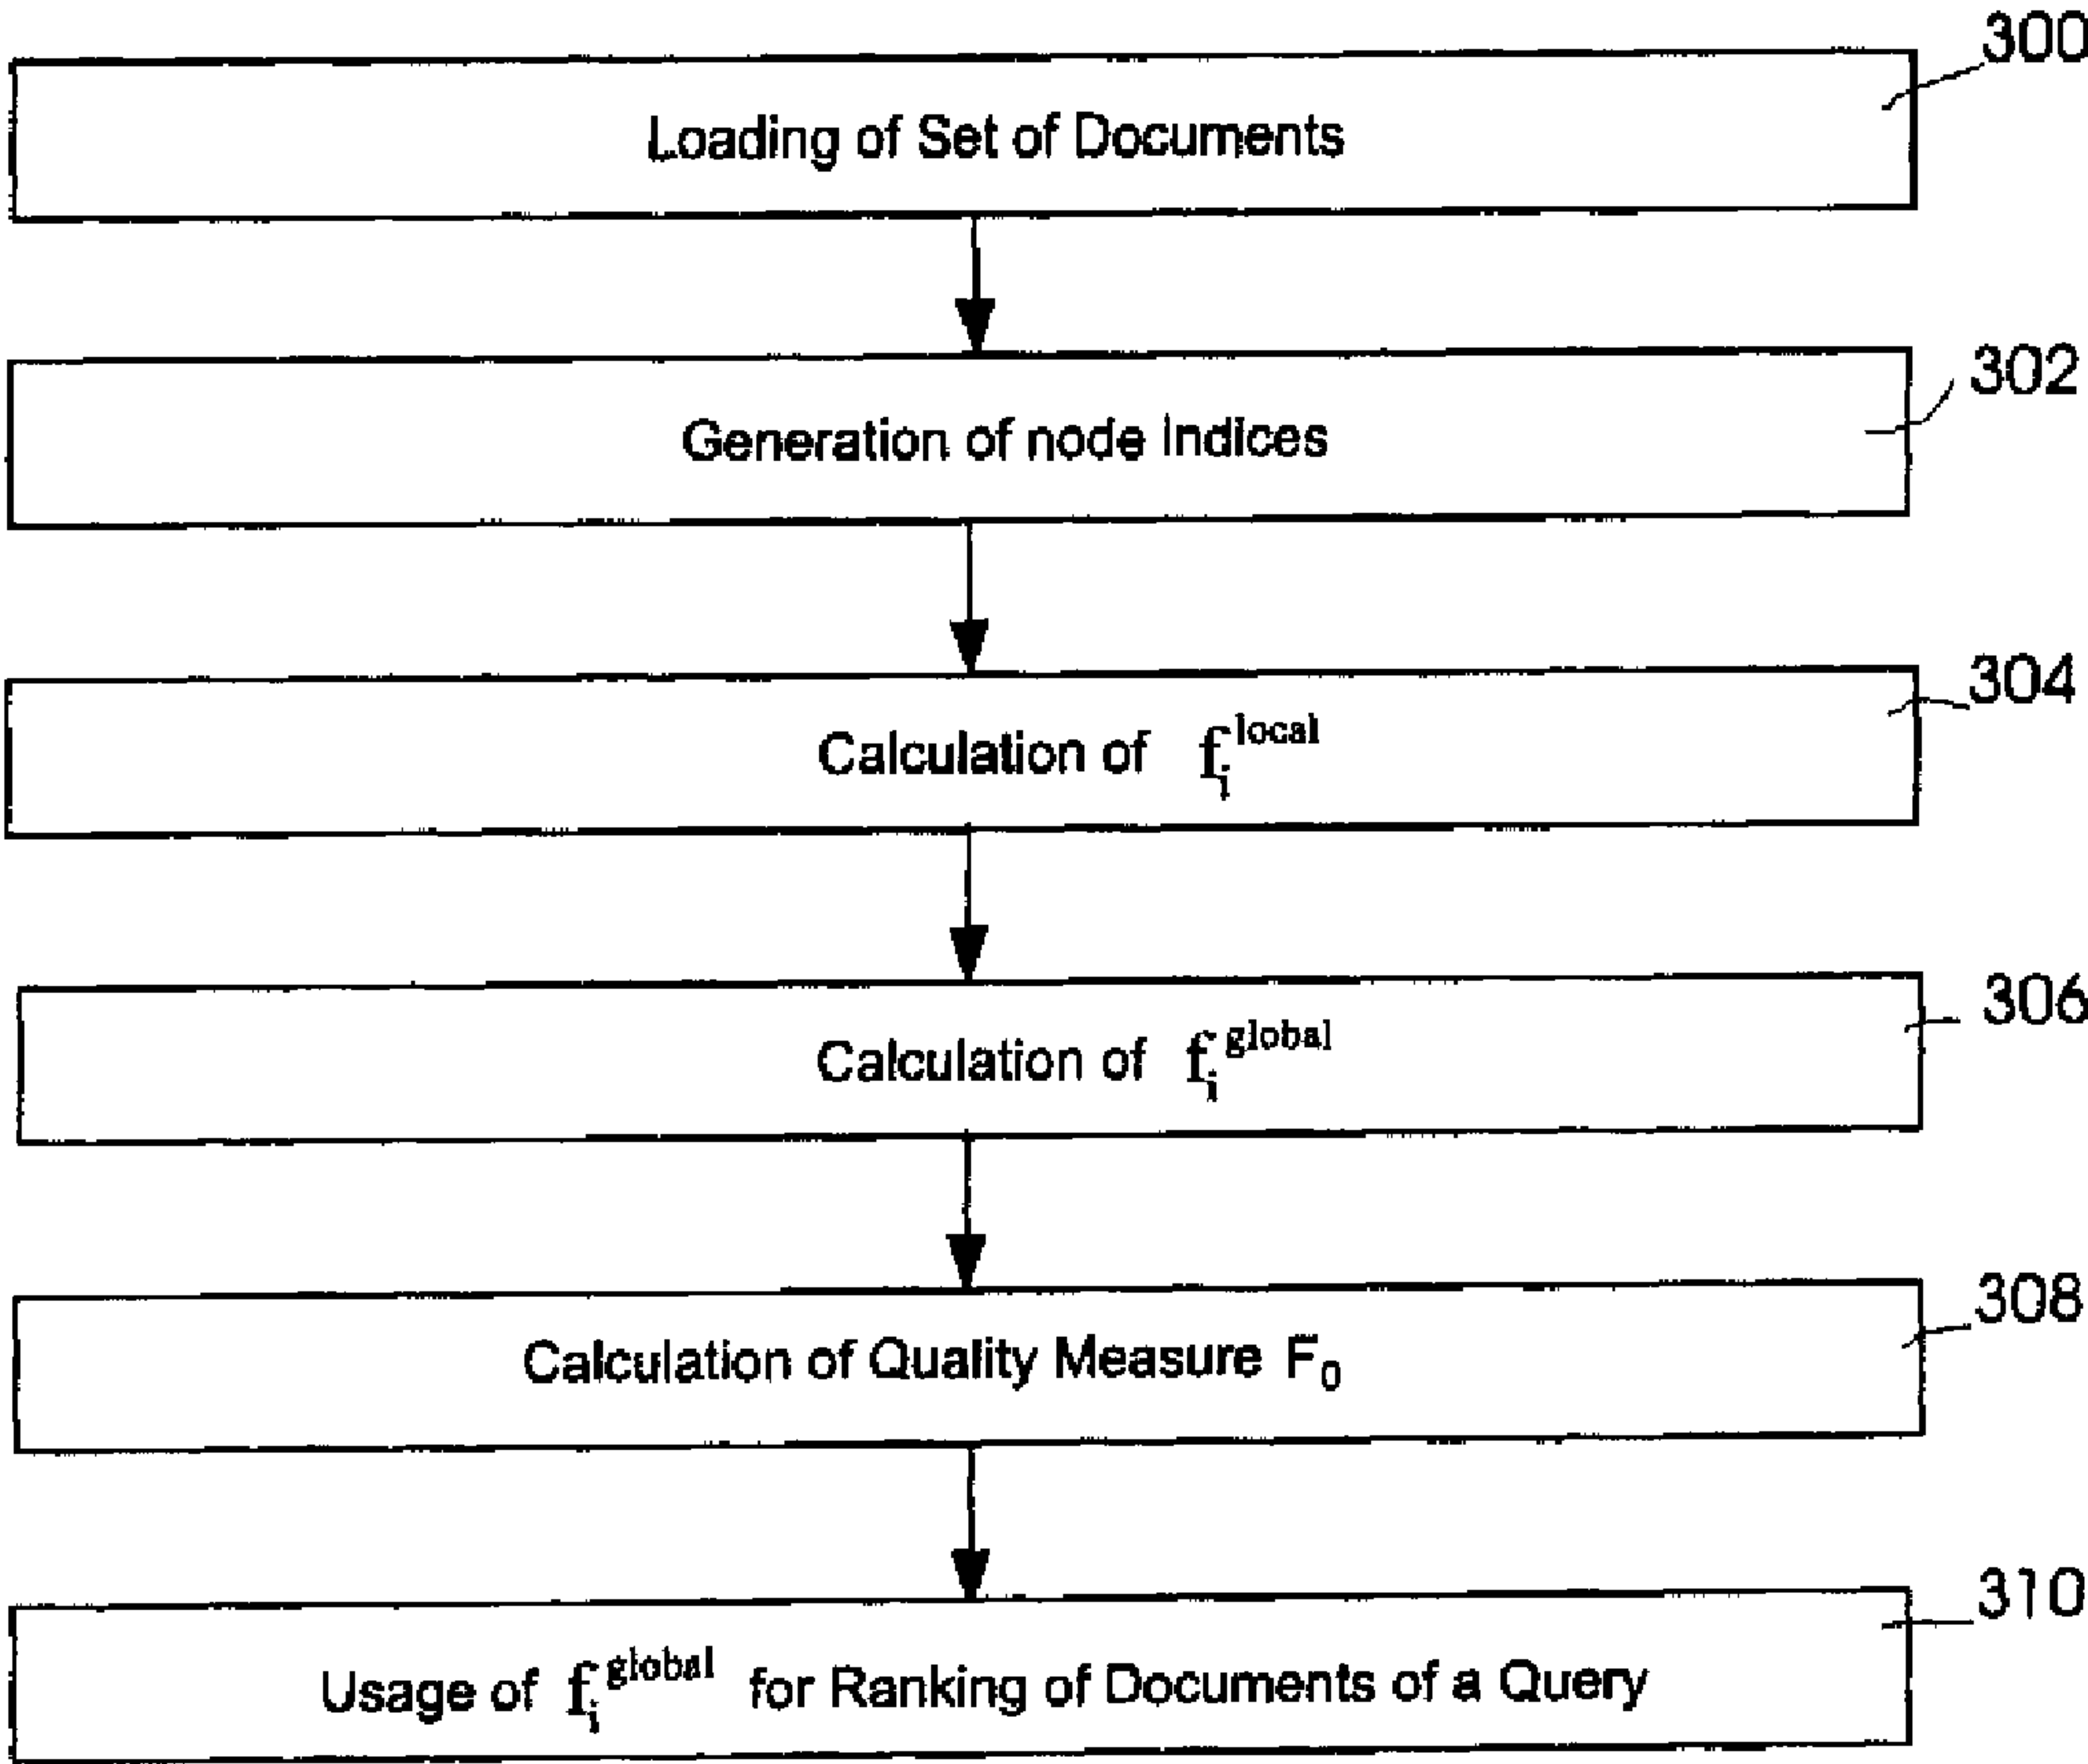 300
Loading of Set of Documents
302
Generation of node Indices
304
Calculation of f_i^local
306
Calculation of f_i^global
308
Calculation of Quality Measure F₀
310
Usage of f_i^global for Ranking of Documents of a Query